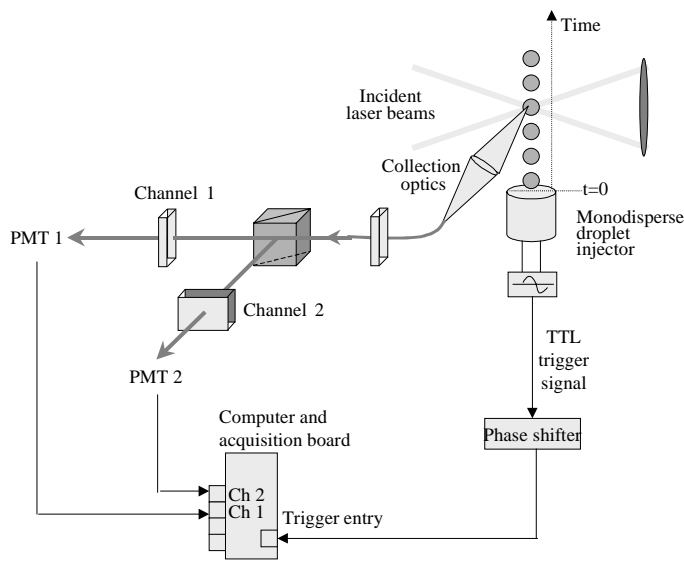 Time
Incident
laser beams
Collection
optics
t=0
Channel 1
Monodisperse
droplet
injector
PMT 1
Channel 2
TTL
trigger
signal
PMT 2
Computer and
acquisition board
Phase shifter
Ch 2
Ch 1
Trigger entry